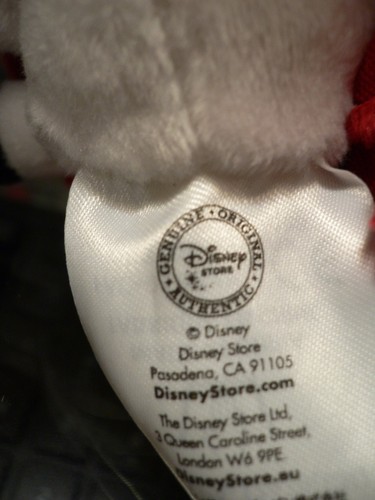 GENUINE • ORIGINAL • AUTHENTIC •
Disney
STORE
© Disney
Disney Store
Pasadena, CA 91105
DisneyStore.com
The Disney Store Ltd,
3 Queen Caroline Street,
London W6 9PE
DisneyStore.eu